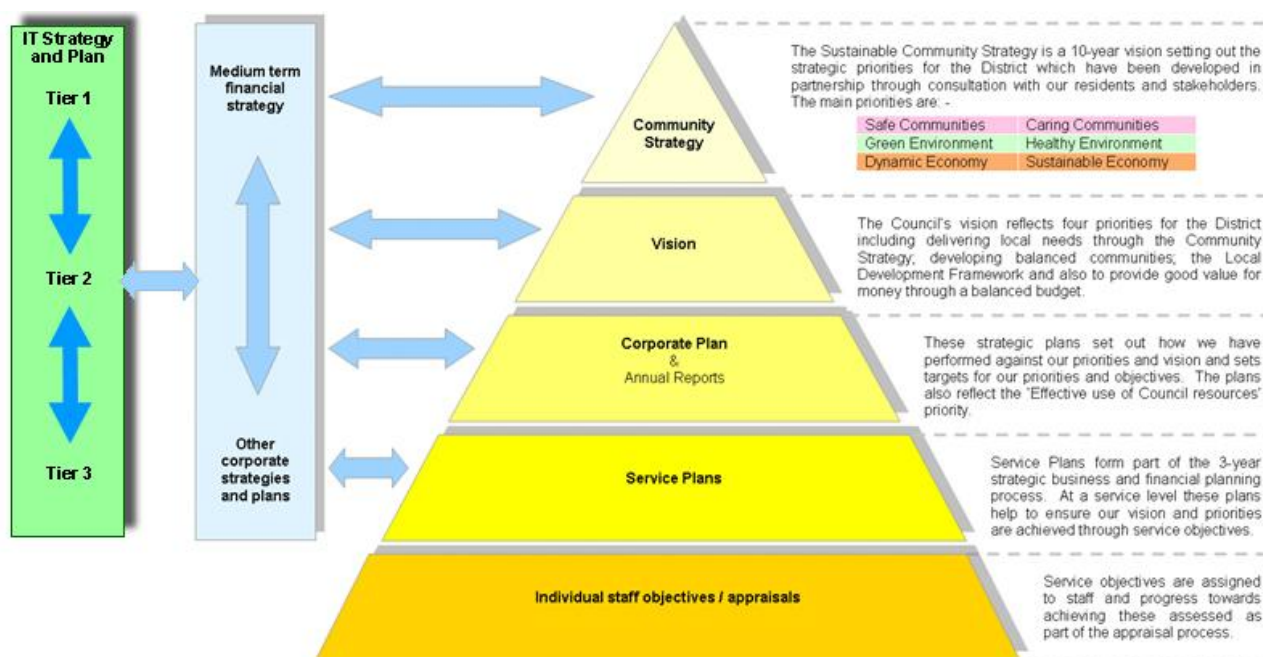 IT Strategy
and Plan
Tier 1
Tier 2
Tier 3
Medium term
financial
strategy
Other
corporate
strategies
and plans
Community
Strategy
Vision
Corporate Plan
&
Annual Reports
Service Plans
Individual staff objectives / appraisals
The Sustainable Community Strategy is a 10-year vision setting out the
strategic priorities for the District which have been developed in
partnership through consultation with our residents and stakeholders.
The main priorities are: -
Safe Communities Caring Communities
Green Environment Healthy Environment
Dynamic Economy Sustainable Economy
The Council's vision reflects four priorities for the District
including delivering local needs through the Community
Strategy; developing balanced communities; the Local
Development Framework and also to provide good value for
money through a balanced budget.
These strategic plans set out how we have
performed against our priorities and vision and sets
targets for our priorities and objectives. The plans
also reflect the 'Effective use of Council resources'
priority.
Service Plans form part of the 3-year
strategic business and financial planning
process. At a service level these plans
help to ensure our vision and priorities
are achieved through service objectives.
Service objectives are assigned
to staff and progress towards
achieving these assessed as
part of the appraisal process.